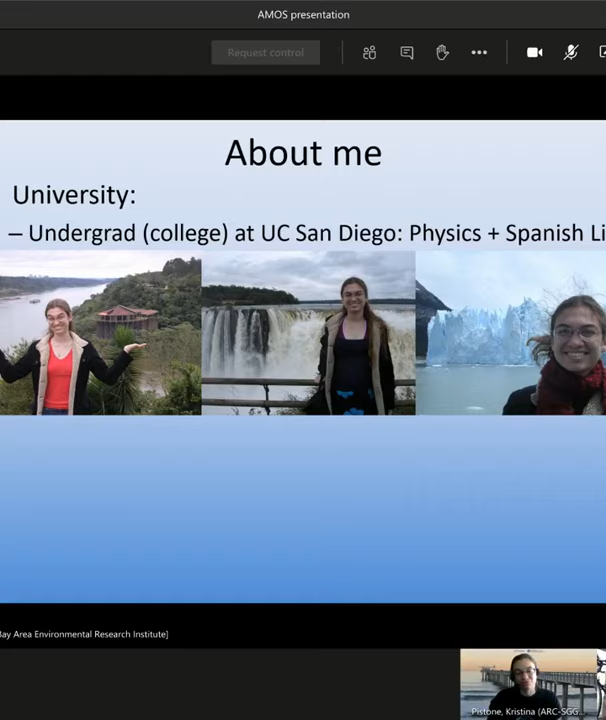 AMOS presentation
Request control
About me
University:
– Undergrad (college) at UC San Diego: Physics + Spanish Li
Bay Area Environmental Research Institute]
Pistone, Kristina (ARC-SGG...